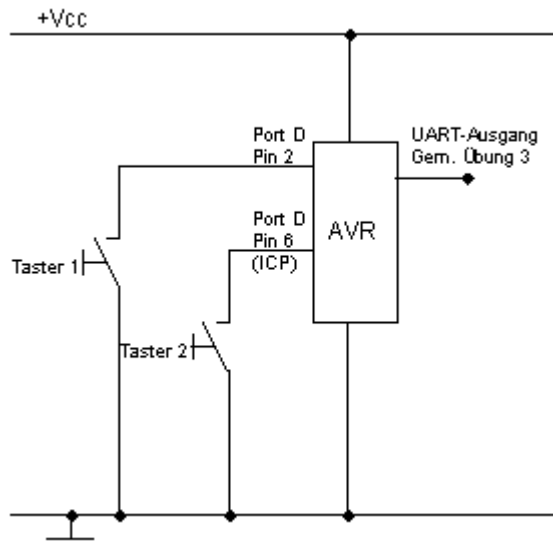 +Vcc
Port D
Pin 2
UART-Ausgang
Gem. Übung 3
Port D
Pin 6
(ICP)
AVR
Taster 1
Taster 2